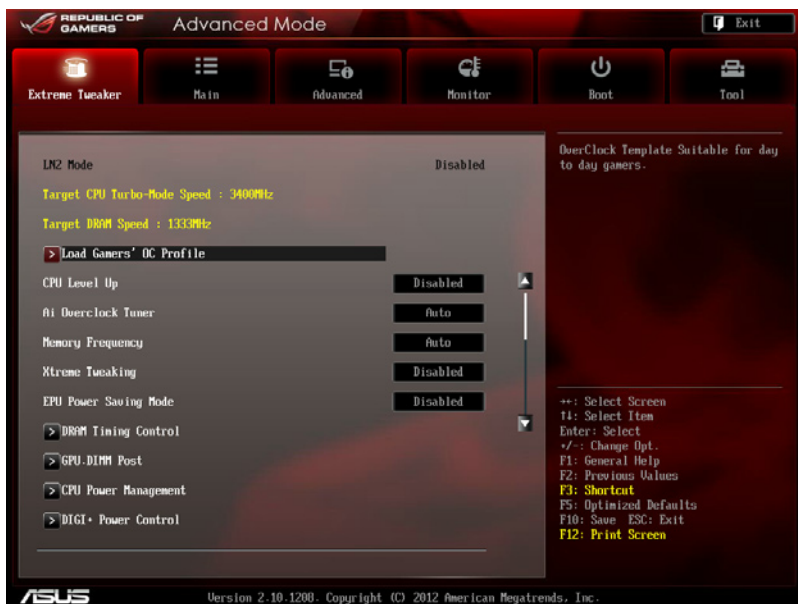 REPUBLIC OF
GAMERS
Advanced Mode
Exit
Extreme Tweaker
Main
Advanced
Monitor
Boot
Tool
LN2 Mode Disabled
Target CPU Turbo-Mode Speed : 3400MHz
Target DRAM Speed : 1333MHz
> Load Gamers' OC Profile
CPU Level Up Disabled
Ai Overclock Tuner Auto
Memory Frequency Auto
Xtreme Tweaking Disabled
EPU Power Saving Mode Disabled
> DRAM Timing Control
> GPU.DIMM Post
> CPU Power Management
> DIGI+ Power Control
OverClock Template Suitable for day
to day gamers.
→←: Select Screen
↑↓: Select Item
Enter: Select
+/-: Change Opt.
F1: General Help
F2: Previous Values
F3: Shortcut
F5: Optimized Defaults
F10: Save ESC: Exit
F12: Print Screen
ASUS
Version 2.10.1208. Copyright (C) 2012 American Megatrends, Inc.